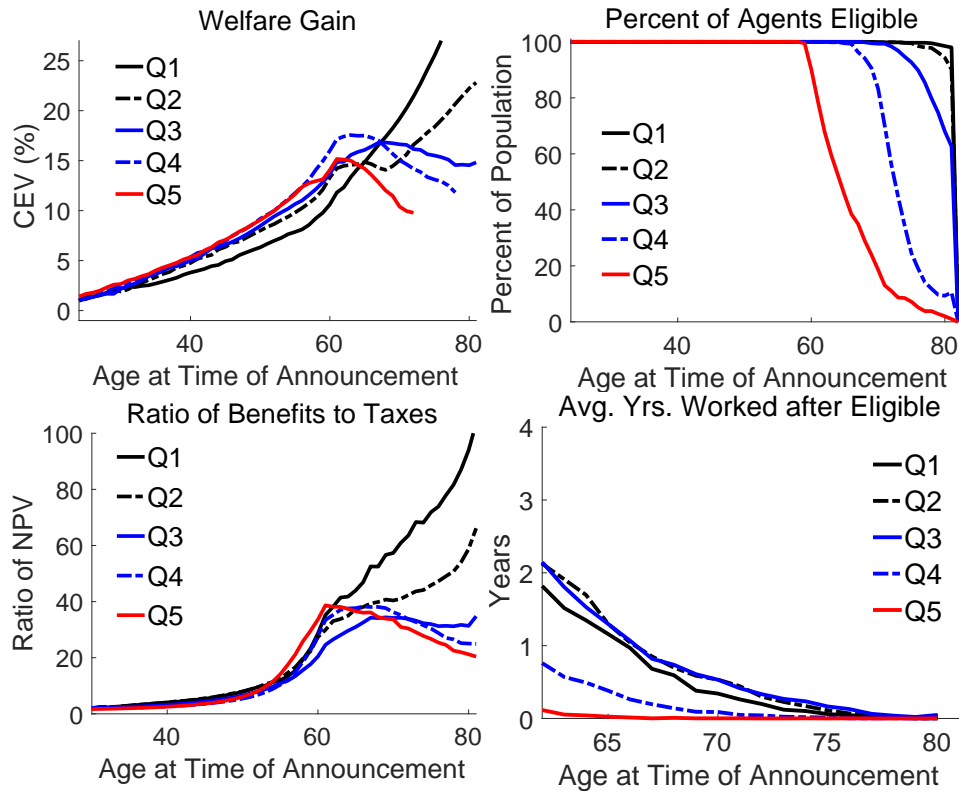 Welfare Gain
CEV (%)
25
20
15
10
5
0
Q1
Q2
Q3
Q4
Q5
40 60 80
Age at Time of Announcement
Percent of Agents Eligible
Percent of Population
100
80
60
40
20
0
Q1
Q2
Q3
Q4
Q5
40 60 80
Age at Time of Announcement
Ratio of Benefits to Taxes
Ratio of NPV
100
80
60
40
20
0
Q1
Q2
Q3
Q4
Q5
40 60 80
Age at Time of Announcement
Avg. Yrs. Worked after Eligible
Years
4
3
2
1
0
Q1
Q2
Q3
Q4
Q5
65 70 75 80
Age at Time of Announcement